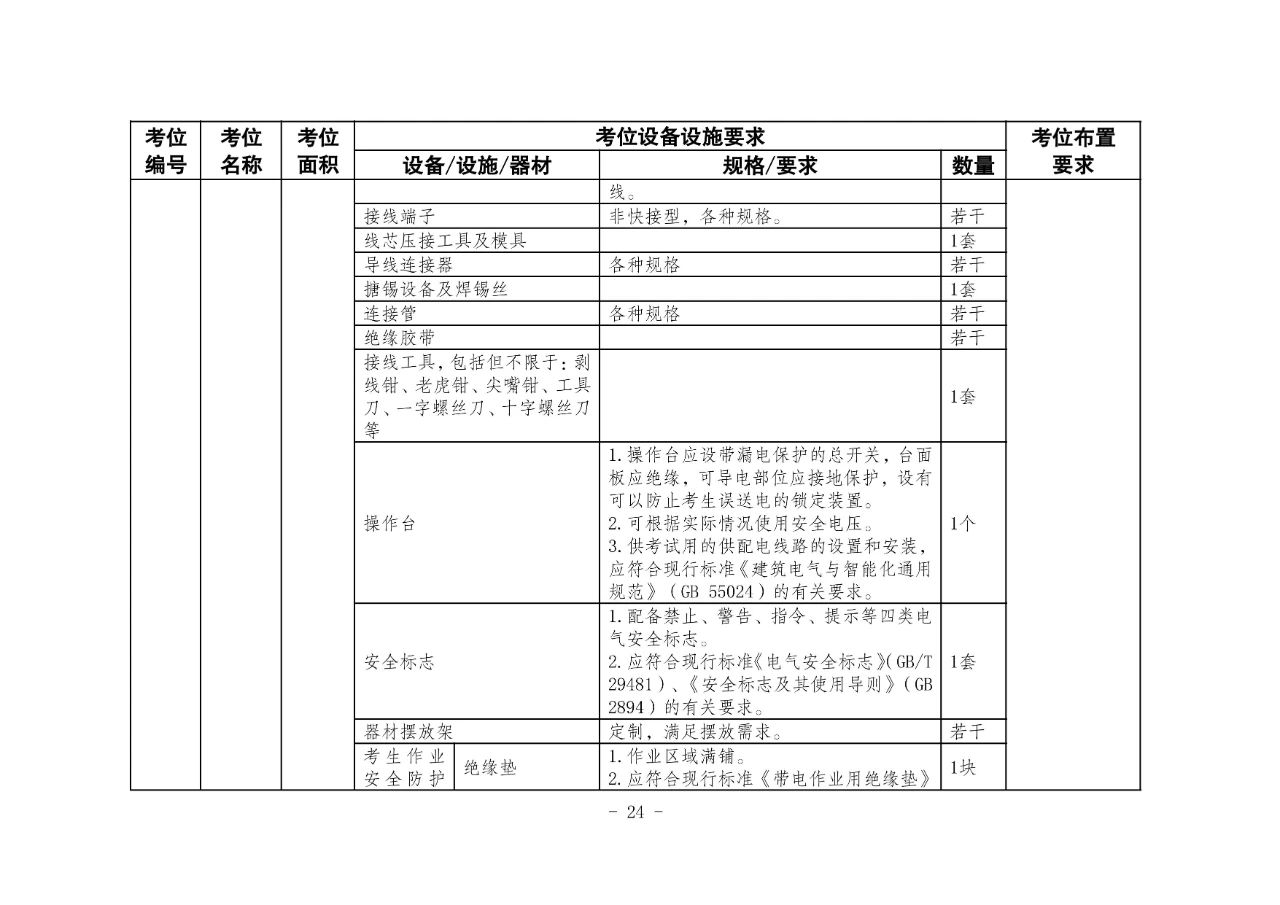 考位编号 考位名称 考位面积 考位设备设施要求 考位布置要求
设备/设施/器材 规格/要求 数量
线。
接线端子 非快接型，各种规格。 若干
线芯压接工具及模具 1套
导线连接器 各种规格 若干
搪锡设备及焊锡丝 1套
连接管 各种规格 若干
绝缘胶带 若干
接线工具，包括但不限于：剥
线钳、老虎钳、尖嘴钳、工具
刀、一字螺丝刀、十字螺丝刀
等
1套
操作台
1.操作台应设带漏电保护的总开关，台面
板应绝缘，可导电部位应接地保护，设有
可以防止考生误送电的锁定装置。
2.可根据实际情况使用安全电压。
3.供考试用的供配电线路的设置和安装，
应符合现行标准《建筑电气与智能化通用
规范》（GB 55024）的有关要求。
1个
安全标志
1.配备禁止、警告、指令、提示等四类电
气安全标志。
2.应符合现行标准《电气安全标志》（GB/T
29481）、《安全标志及其使用导则》（GB
2894）的有关要求。
1套
器材摆放架 定制，满足摆放需求。 若干
考生作业
安全防护
绝缘垫
1.作业区域满铺。
2.应符合现行标准《带电作业用绝缘垫》
1块
- 24 -